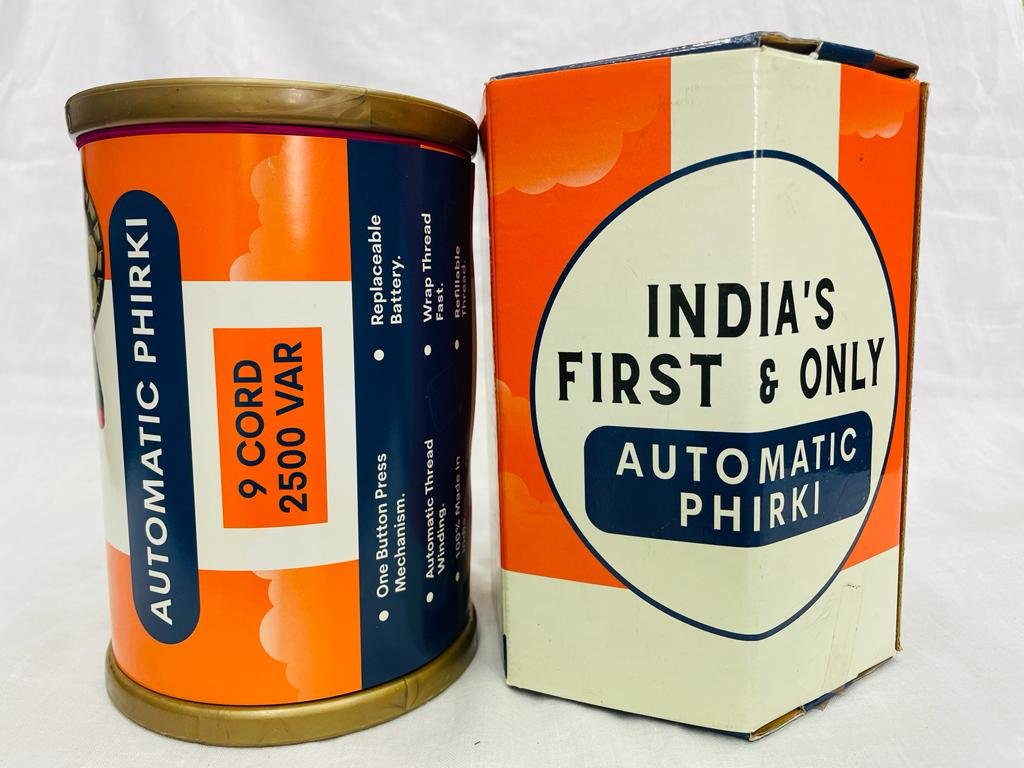 AUTOMATIC PHIRKI
9 CORD
2500 VAR
• One Button Press
Mechanism.
• Replaceable
Battery.
• Automatic Thread
Winding.
• Wrap Thread
Fast.
• 100% Made In
India.
• Refillable
Thread.
INDIA'S
FIRST & ONLY
AUTOMATIC
PHIRKI